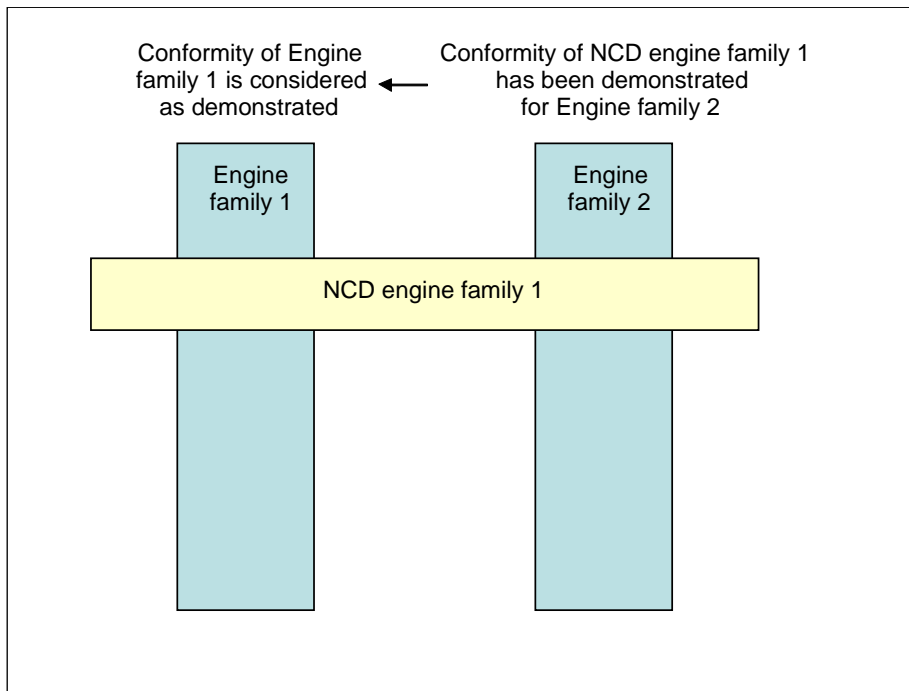 Conformity of Engine
family 1 is considered
as demonstrated
Conformity of NCD engine family 1
has been demonstrated
for Engine family 2
Engine
family 1
Engine
family 2
NCD engine family 1